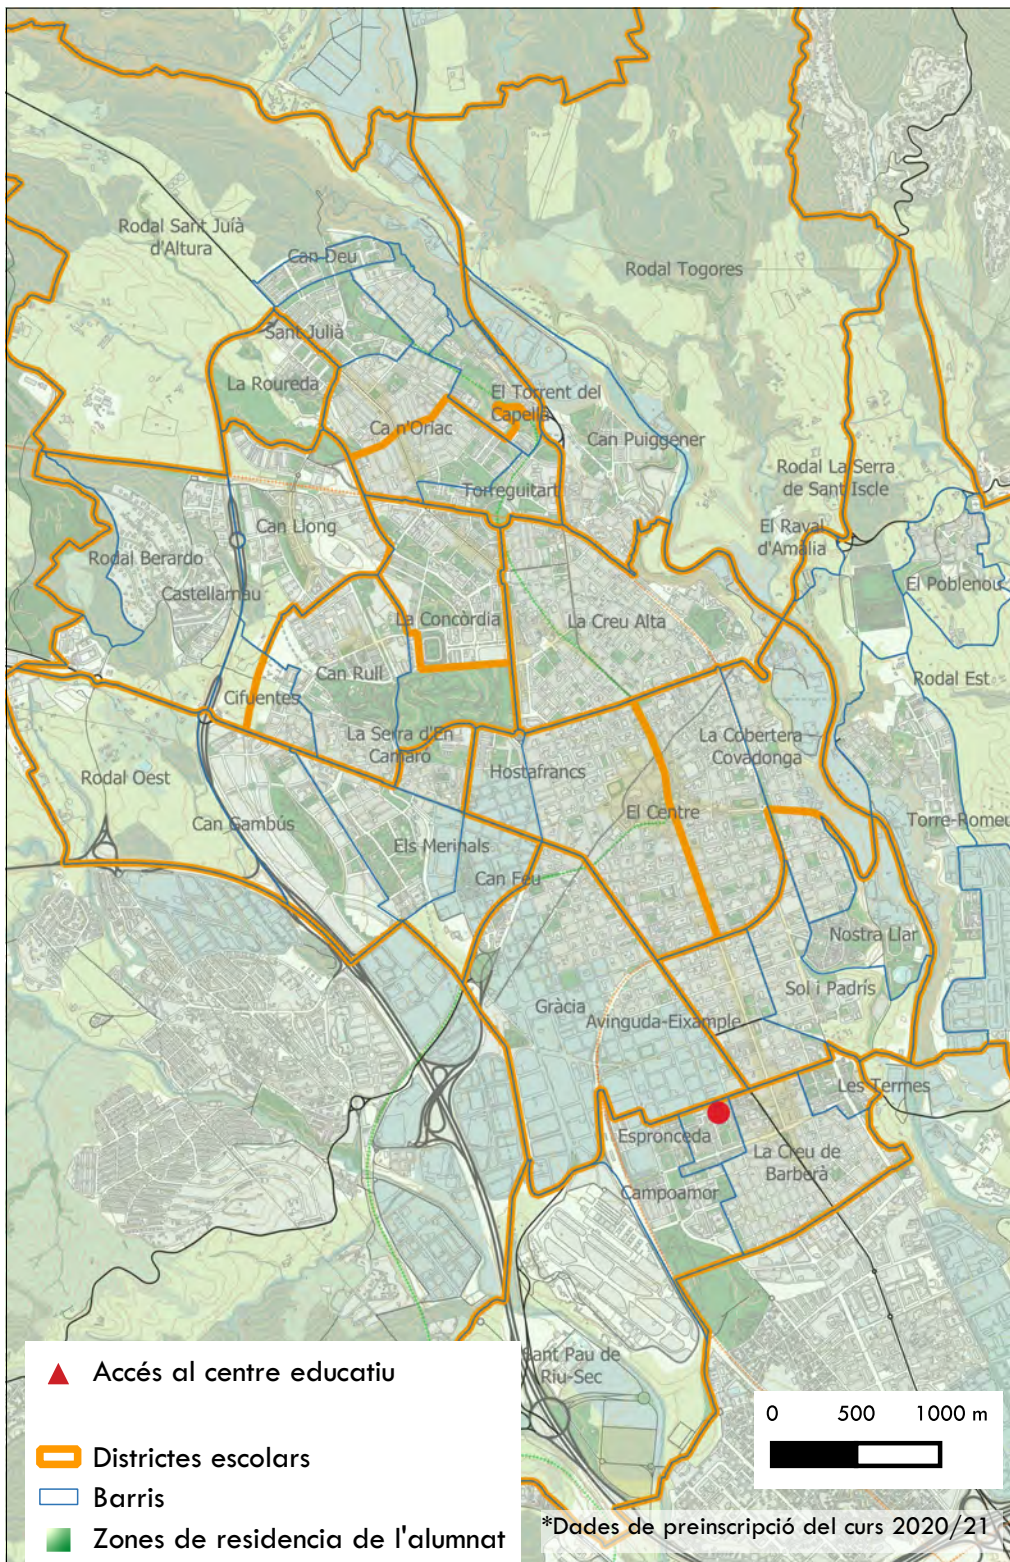 Rodal Sant Juíà
d'Altura
Can Deu
Rodal Togores
Sant Julià
La Roureda
El Torrent del
Capellà
Ca n'Oriac
Can Puiggener
Rodal La Serra
de Sant Iscle
Torreguitart
Can Llong
El Raval
d'Amàlia
Rodal Berardo
El Poblenou
Castellarnau
La Concòrdia
La Creu Alta
Can Rull
Rodal Est
Cifuentes
La Serra d'En
Camaró
La Cobertera -
Covadonga
Rodal Oest
Hostafrancs
El Centre
Can Gambús
Torre-Romeu
Els Merinals
Can Feu
Nostra Llar
Sol i Padrís
Gràcia
Avinguda-Eixample
Les Termes
Espronceda
La Creu de
Barberà
Campoamor
Sant Pau de
Riu-Sec
Accés al centre educatiu
Districtes escolars
Barris
Zones de residencia de l'alumnat
0 500 1000 m
*Dades de preinscripció del curs 2020/21